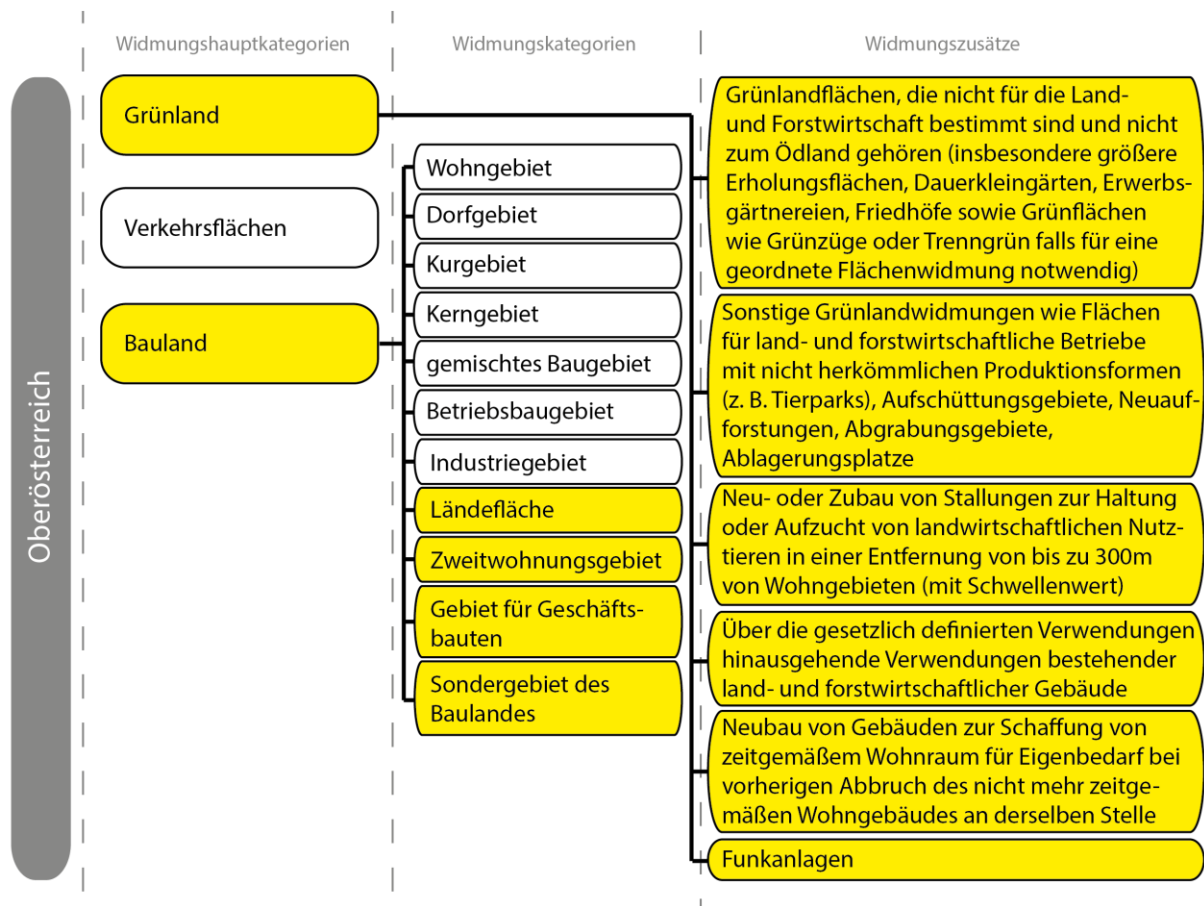 Widmungshauptkategorien
Widmungskategorien
Widmungszusätze
Oberösterreich
Grünland
Verkehrsflächen
Bauland
Wohngebiet
Dorfgebiet
Kurgebiet
Kerngebiet
gemischtes Baugebiet
Betriebsbaugebiet
Industriegebiet
Ländefläche
Zweitwohnungsgebiet
Gebiet für Geschäfts-
bauten
Sondergebiet des
Baulandes
Grünlandflächen, die nicht für die Land-
und Forstwirtschaft bestimmt sind und nicht
zum Ödland gehören (insbesondere größere
Erholungsflächen, Dauerkleingärten, Erwerbs-
gärtnereien, Friedhöfe sowie Grünflächen
wie Grünzüge oder Trenngrün falls für eine
geordnete Flächenwidmung notwendig)
Sonstige Grünlandwidmungen wie Flächen
für land- und forstwirtschaftliche Betriebe
mit nicht herkömmlichen Produktionsformen
(z. B. Tierparks), Aufschüttungsgebiete, Neuauf-
forstungen, Abgrabungsgebiete,
Ablagerungsplatze
Neu- oder Zubau von Stallungen zur Haltung
oder Aufzucht von landwirtschaftlichen Nutz-
tieren in einer Entfernung von bis zu 300m
von Wohngebieten (mit Schwellenwert)
Über die gesetzlich definierten Verwendungen
hinausgehende Verwendungen bestehender
land- und forstwirtschaftlicher Gebäude
Neubau von Gebäuden zur Schaffung von
zeitgemäßem Wohnraum für Eigenbedarf bei
vorherigen Abbruch des nicht mehr zeitge-
mäßen Wohngebäudes an derselben Stelle
Funkanlagen